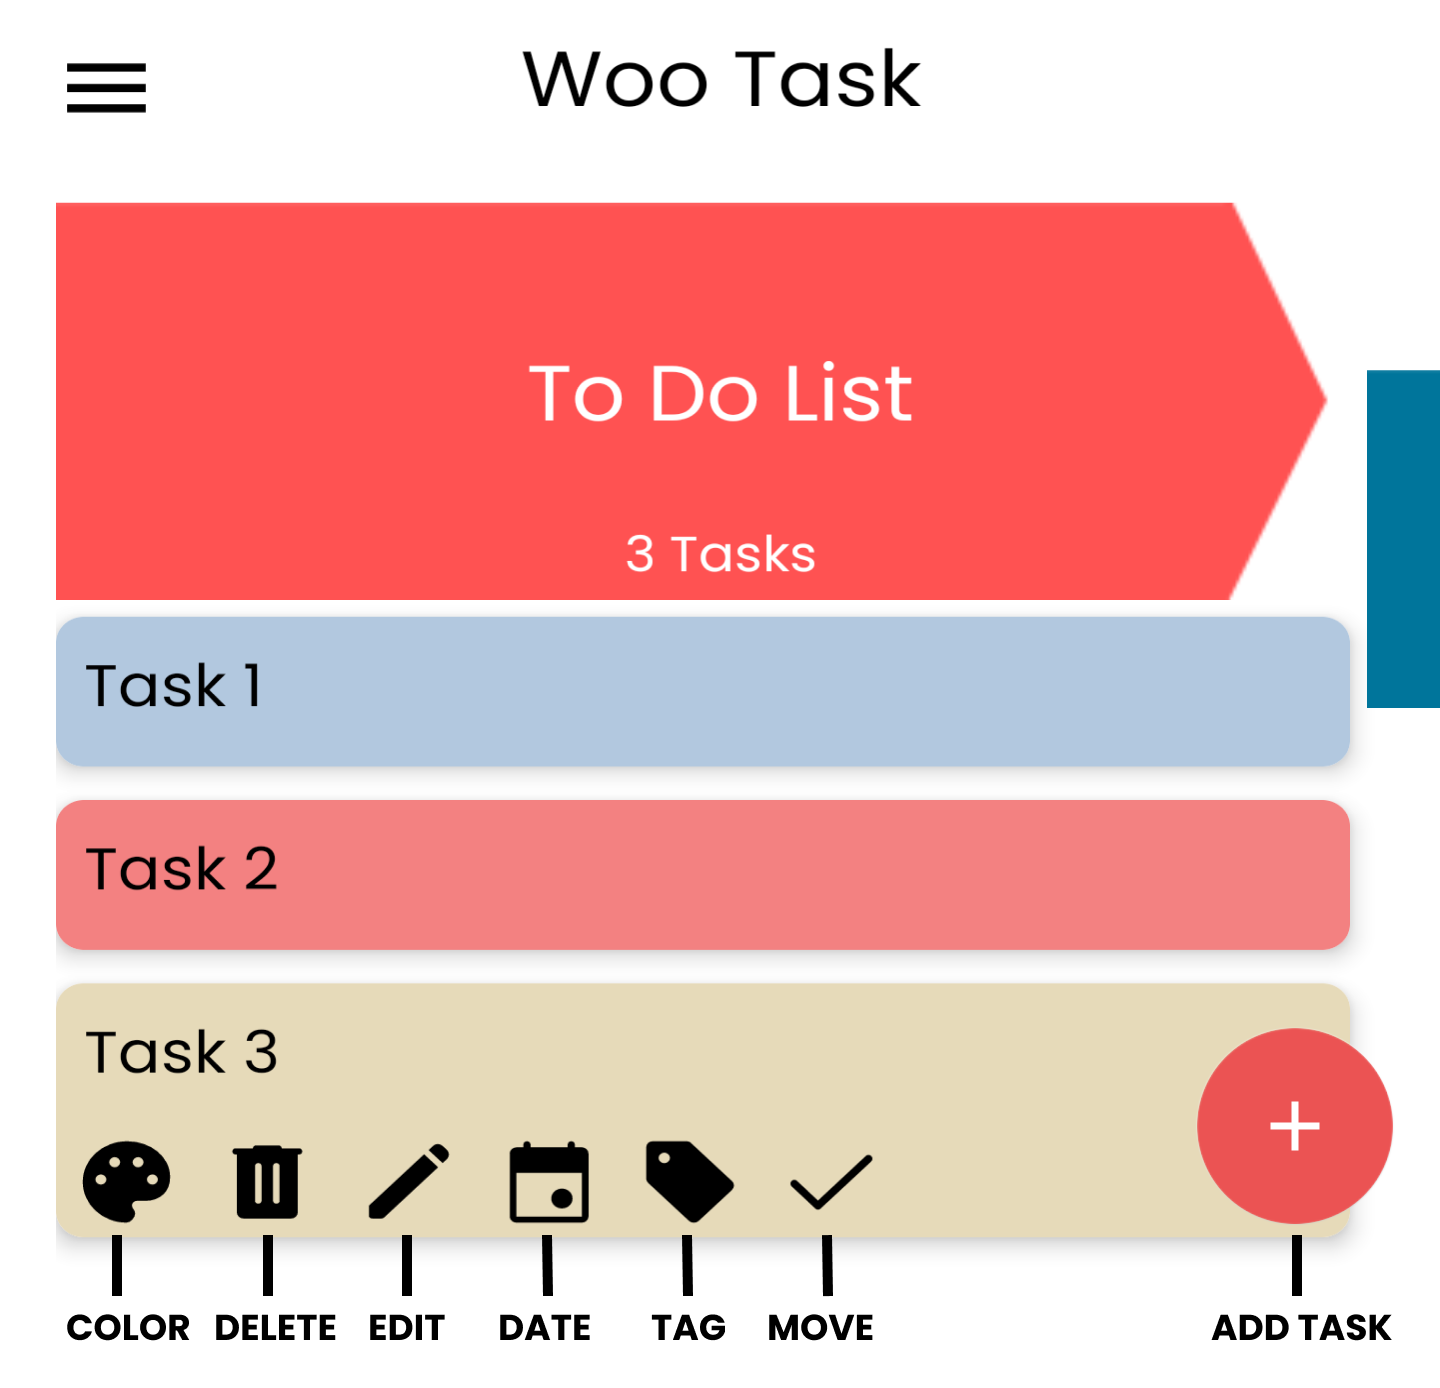 Woo Task
To Do List
3 Tasks
Task 1
Task 2
Task 3
COLOR DELETE EDIT DATE TAG MOVE ADD TASK